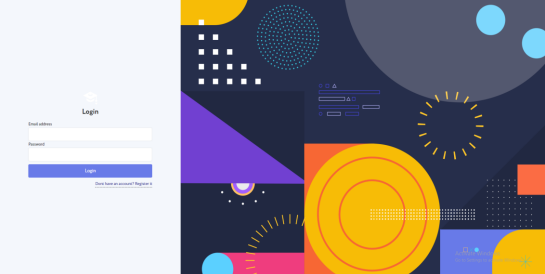 Login
Email address
Password
Login
Dont have an account? Register it